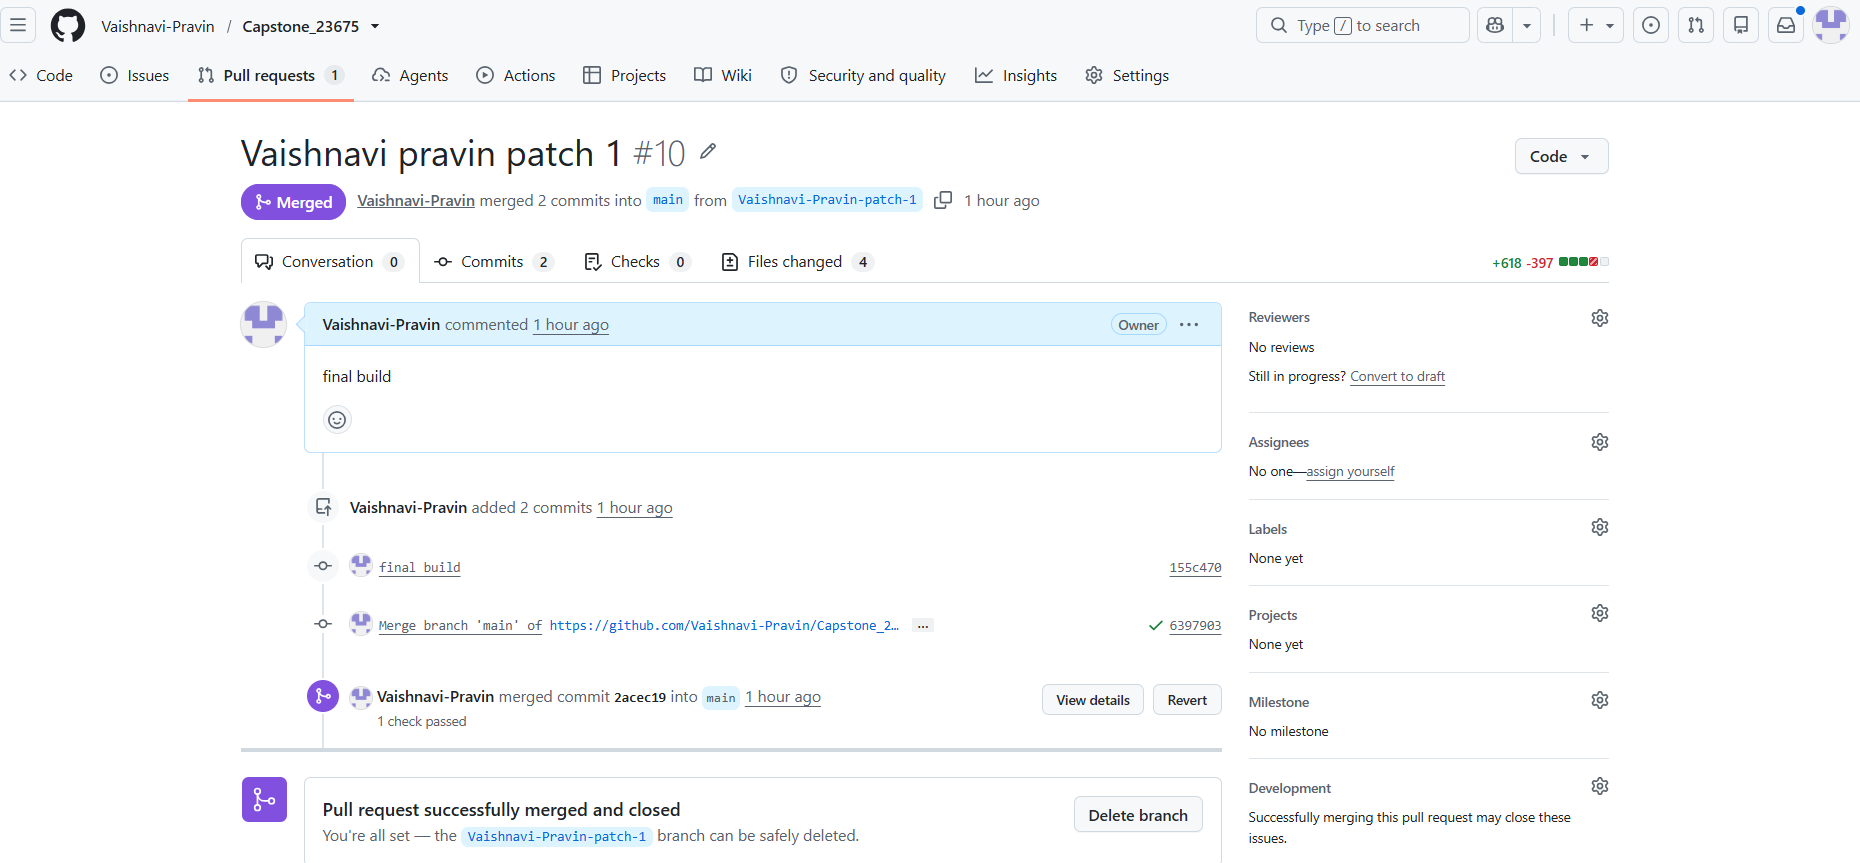 Vaishnavi-Pravin / Capstone_23675
Type / to search
Code Issues Pull requests 1 Agents Actions Projects Wiki Security and quality Insights Settings
Vaishnavi pravin patch 1 #10
Code
Merged Vaishnavi-Pravin merged 2 commits into main from Vaishnavi-Pravin-patch-1 1 hour ago
Conversation 0 Commits 2 Checks 0 Files changed 4
+618 -397
Vaishnavi-Pravin commented 1 hour ago
Owner
final build
Vaishnavi-Pravin added 2 commits 1 hour ago
final build 155c470
Merge branch 'main' of https://github.com/Vaishnavi-Pravin/Capstone_2… ... 6397903
Vaishnavi-Pravin merged commit 2acec19 into main 1 hour ago
1 check passed
View details Revert
Pull request successfully merged and closed
You're all set — the Vaishnavi-Pravin-patch-1 branch can be safely deleted.
Delete branch
Reviewers
No reviews
Still in progress? Convert to draft
Assignees
No one—assign yourself
Labels
None yet
Projects
None yet
Milestone
No milestone
Development
Successfully merging this pull request may close these
issues.